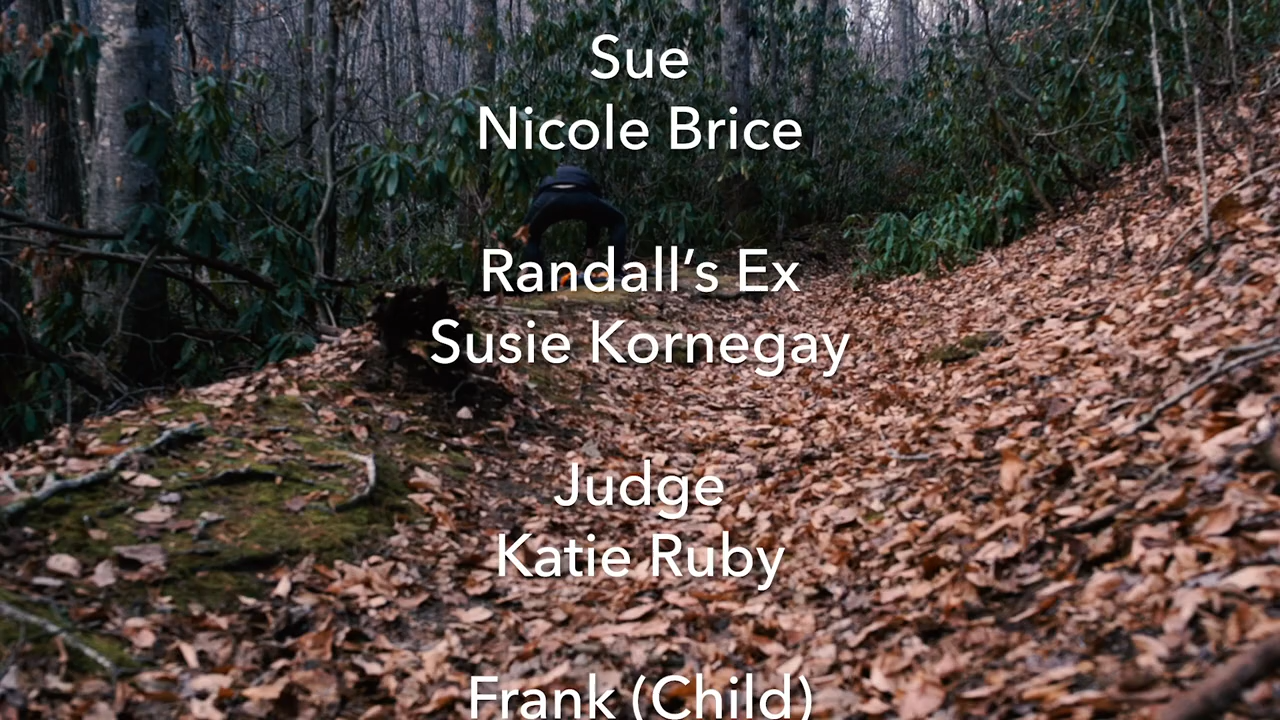 Sue
Nicole Brice
Randall’s Ex
Susie Kornegay
Judge
Katie Ruby
Frank (Child)